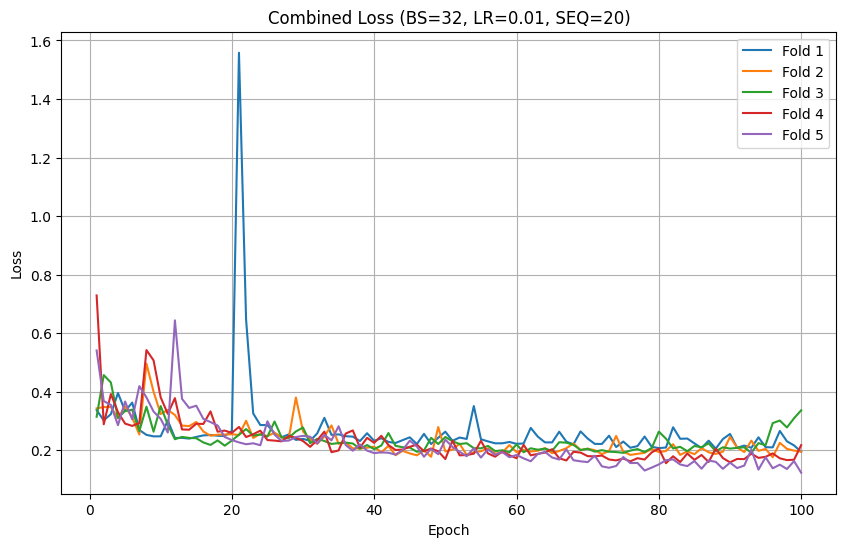 Combined Loss (BS=32, LR=0.01, SEQ=20)
1.6
1.4
1.2
1.0
0.8
0.6
0.4
0.2
Loss
0 20 40 60 80 100
Epoch
Fold 1
Fold 2
Fold 3
Fold 4
Fold 5